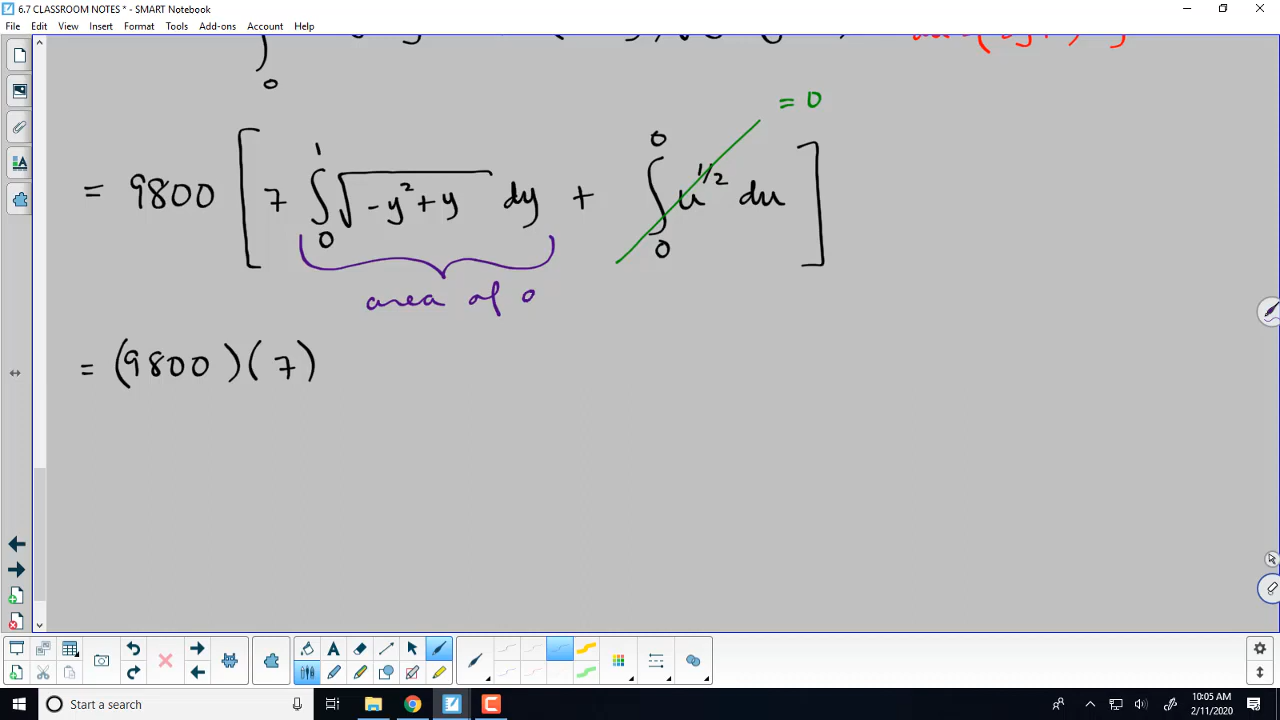 6.7 CLASSROOM NOTES * - SMART Notebook
File Edit View Insert Format Tools Add-ons Account Help
0
= 0
= 9800 [ 7 ∫₀¹ √(-y² + y) dy + ∫₀⁰ u^(1/2) du ]
area of o
= (9800)(7)
Start a search
10:05 AM
2/11/2020